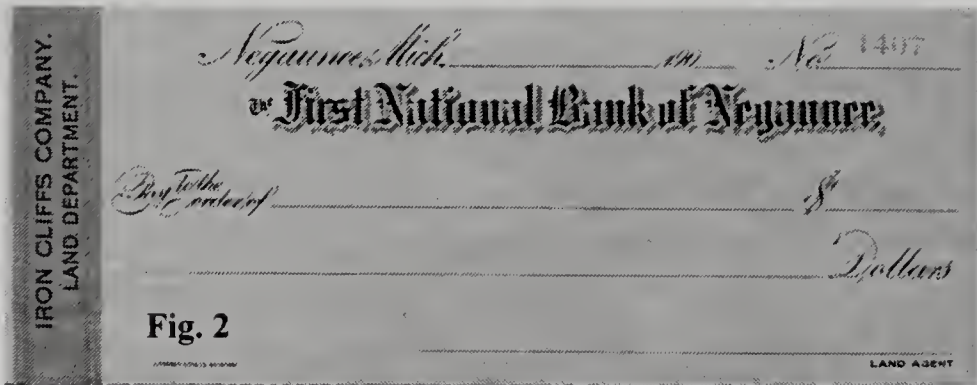 IRON CLIFFS COMPANY.
LAND DEPARTMENT.
Negaunee, Mich. 190 No. 1407
The First National Bank of Negaunee,
Pay To the
order of $
Dollars
Fig. 2
LAND AGENT